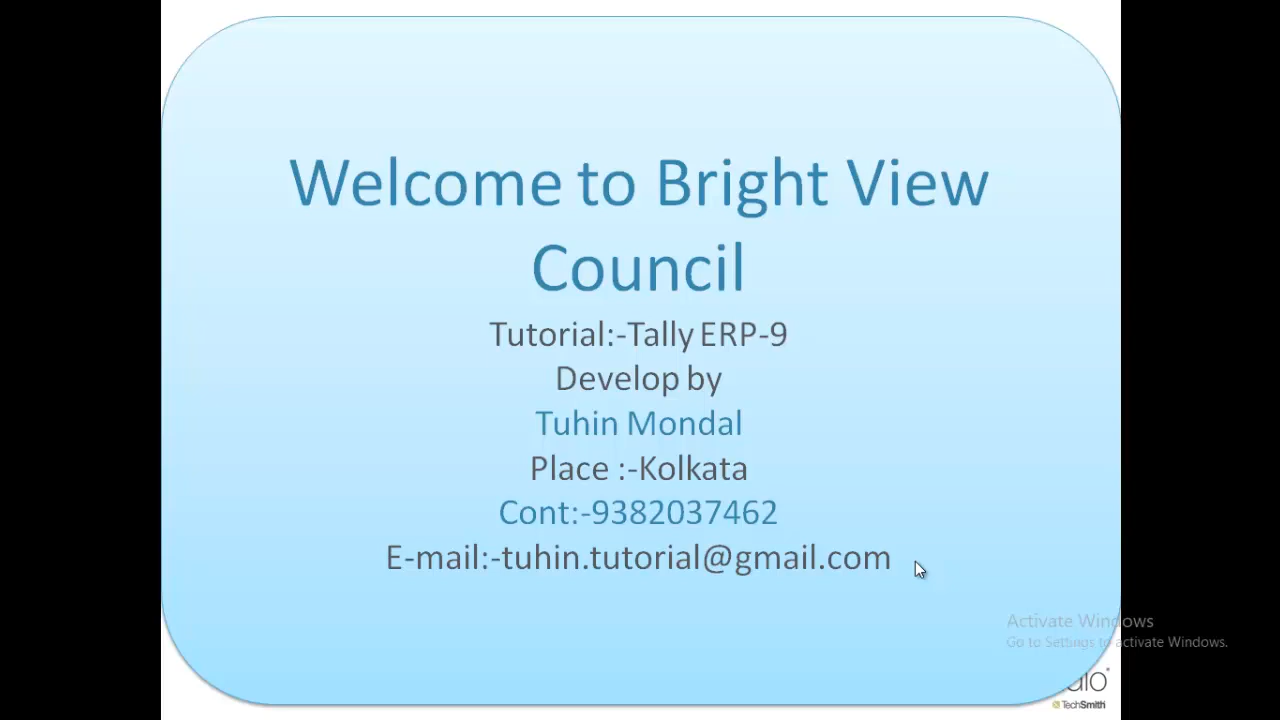 Welcome to Bright View
Council
Tutorial:-Tally ERP-9
Develop by
Tuhin Mondal
Place :-Kolkata
Cont:-9382037462
E-mail:-tuhin.tutorial@gmail.com
Activate Windows
Go to Settings to activate Windows.
TechSmith